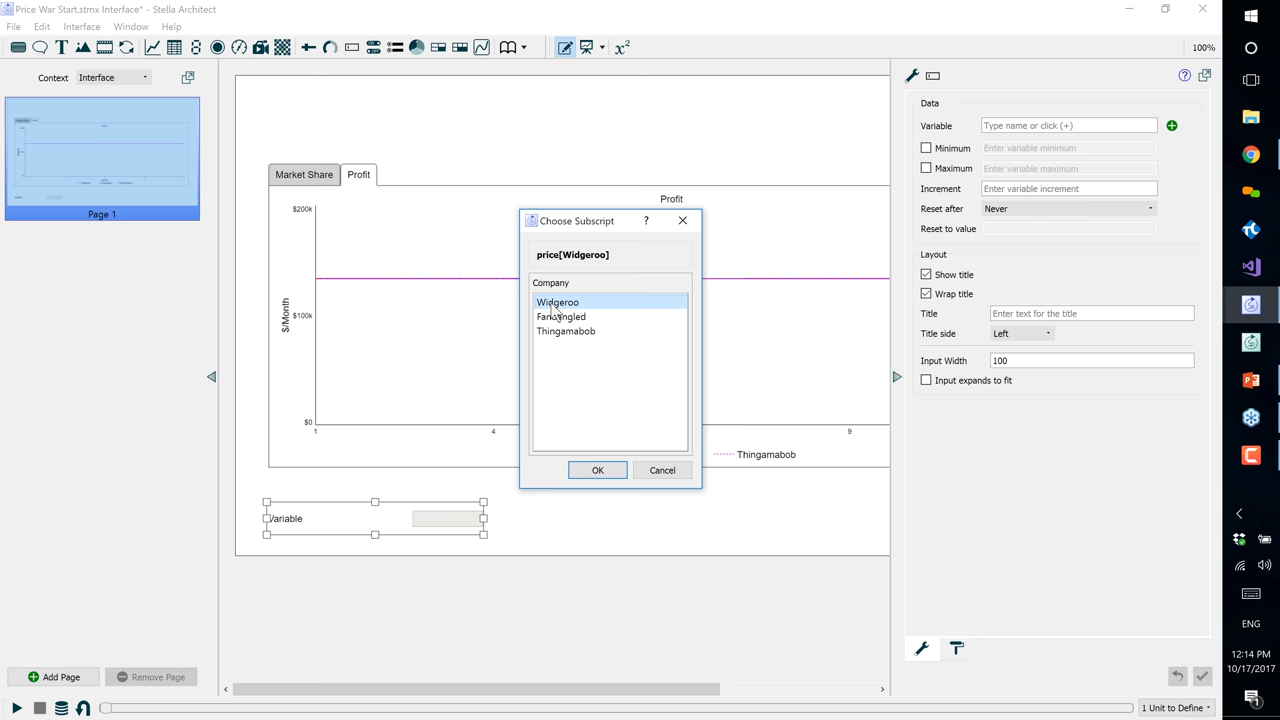 Price War Start.stmx Interface* - Stella Architect
File Edit Interface Window Help
100%
Context Interface
Page 1
Add Page
Remove Page
Market Share Profit
Profit
$200k
$100k
$0
$/Month
1 4 9
Thingamabob
Variable
Choose Subscript ?
price[Widgeroo]
Company
Widgeroo
Fandangled
Thingamabob
OK Cancel
Data
Variable Type name or click (+)
Minimum Enter variable minimum
Maximum Enter variable maximum
Increment Enter variable increment
Reset after Never
Reset to value
Layout
Show title
Wrap title
Title Enter text for the title
Title side Left
Input Width 100
Input expands to fit
1 Unit to Define
ENG
12:14 PM
10/17/2017